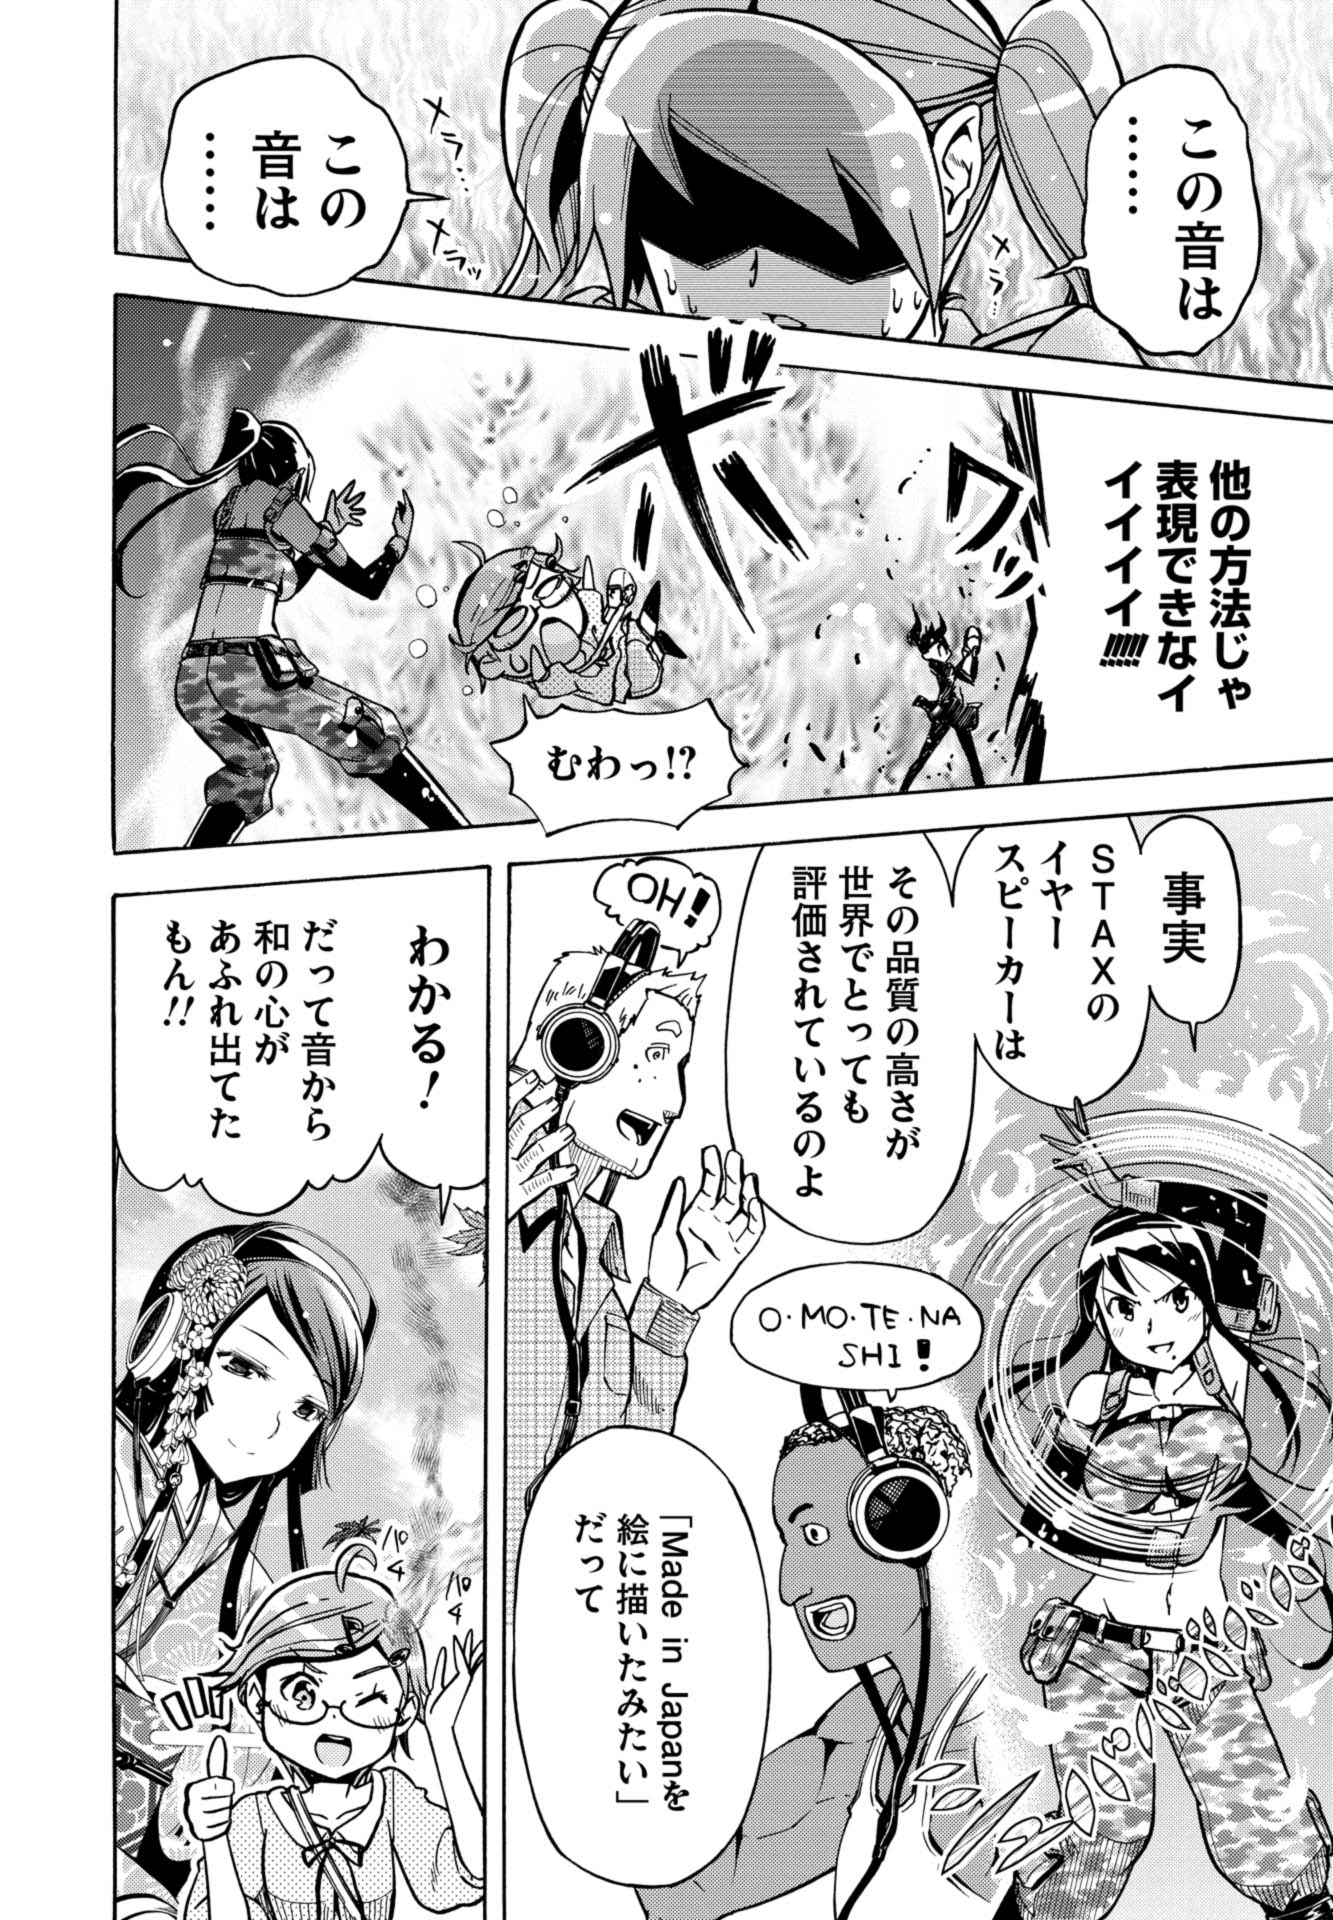 この音は
……
この
音は
……
メラ
メラッ
メラ…
他の方法じゃ
表現できなイ
イイイイ!!!!!
むわっ!?
事実
STAXの
イヤー
スピーカーは
その品質の高さが
世界でとっても
評価されているのよ
OH!
O・MO・TE・NA
SHI!
「Made in Japanを
絵に描いたみたい」
だって
わかる!
だって音から
和の心が
あふれ出てた
もん!!